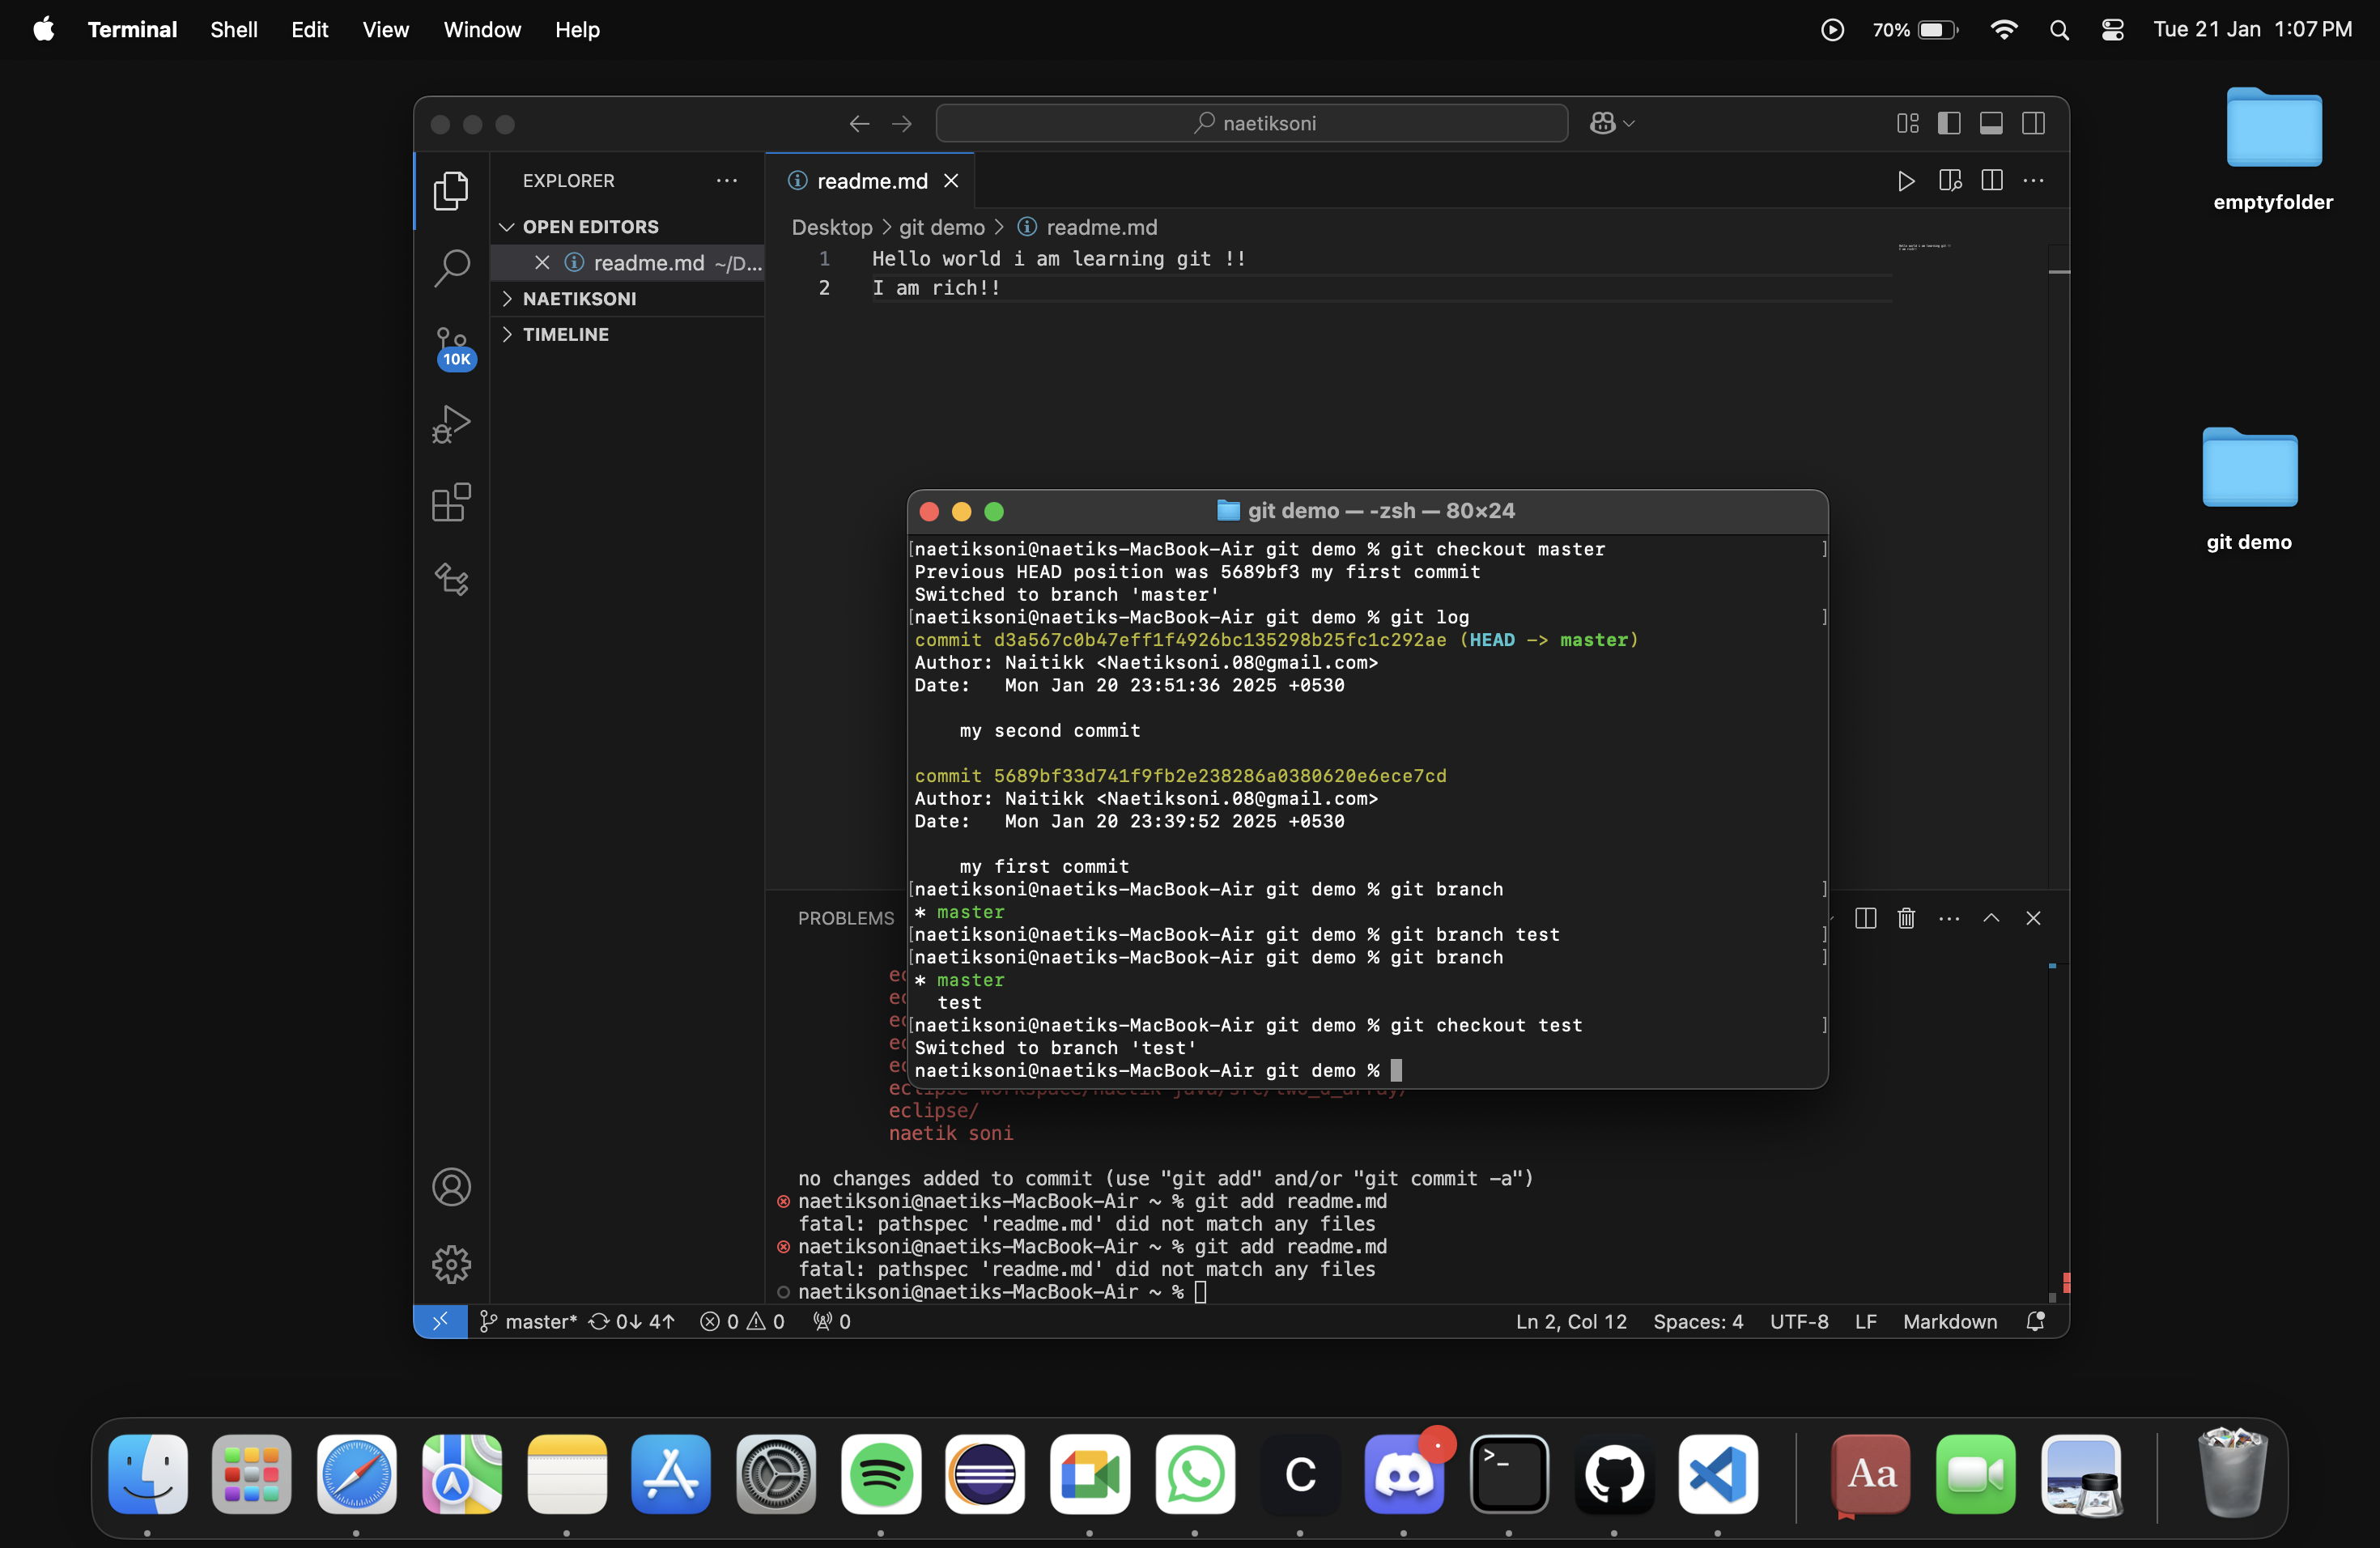 Terminal Shell Edit View Window Help
70% Tue 21 Jan 1:07 PM
emptyfolder
git demo
naetiksoni
EXPLORER
OPEN EDITORS
readme.md ~/D...
NAETIKSONI
TIMELINE
10K
readme.md
Desktop > git demo > readme.md
1 Hello world i am learning git !!
2 I am rich!!
git demo — -zsh — 80×24
[naetiksoni@naetiks-MacBook-Air git demo % git checkout master ]
Previous HEAD position was 5689bf3 my first commit
Switched to branch 'master'
[naetiksoni@naetiks-MacBook-Air git demo % git log ]
commit d3a567c0b47eff1f4926bc135298b25fc1c292ae (HEAD -> master)
Author: Naitikk <Naetiksoni.08@gmail.com>
Date:   Mon Jan 20 23:51:36 2025 +0530
my second commit
commit 5689bf33d741f9fb2e238286a0380620e6ece7cd
Author: Naitikk <Naetiksoni.08@gmail.com>
Date:   Mon Jan 20 23:39:52 2025 +0530
my first commit
[naetiksoni@naetiks-MacBook-Air git demo % git branch ]
* master
[naetiksoni@naetiks-MacBook-Air git demo % git branch test ]
[naetiksoni@naetiks-MacBook-Air git demo % git branch ]
* master
test
[naetiksoni@naetiks-MacBook-Air git demo % git checkout test ]
Switched to branch 'test'
naetiksoni@naetiks-MacBook-Air git demo %
PROBLEMS
ec
ec
ec
ec
ec
eclipse-workspace/naetik java/src/two_d_array/
eclipse/
naetik soni
no changes added to commit (use "git add" and/or "git commit -a")
naetiksoni@naetiks-MacBook-Air ~ % git add readme.md
fatal: pathspec 'readme.md' did not match any files
naetiksoni@naetiks-MacBook-Air ~ % git add readme.md
fatal: pathspec 'readme.md' did not match any files
naetiksoni@naetiks-MacBook-Air ~ %
master* 0↓ 4↑ 0 0 0
Ln 2, Col 12 Spaces: 4 UTF-8 LF Markdown
C
>_
Aa